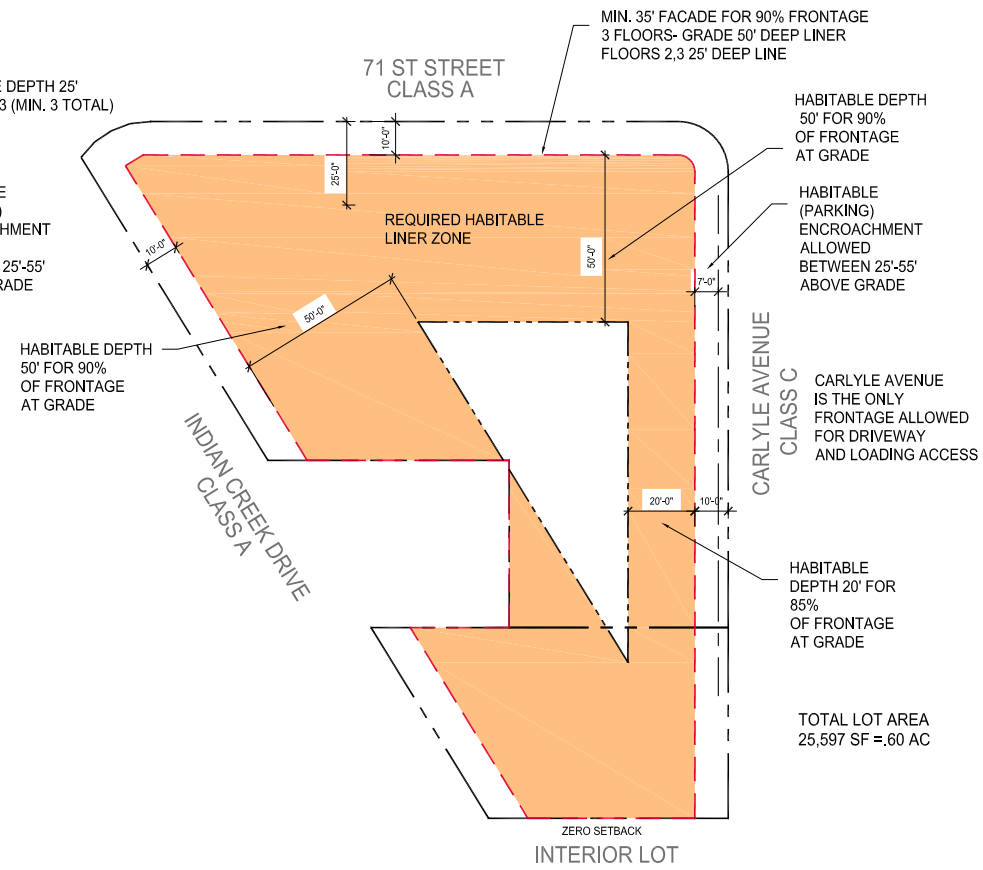 MIN. 35' FACADE FOR 90% FRONTAGE
3 FLOORS- GRADE 50' DEEP LINER
FLOORS 2,3 25' DEEP LINE
71 ST STREET
CLASS A
DEPTH 25'
3 (MIN. 3 TOTAL)
HABITABLE DEPTH
50' FOR 90%
OF FRONTAGE
AT GRADE
10'-0"
25'-0"
HABITABLE
(PARKING)
ENCROACHMENT
ALLOWED
BETWEEN 25'-55'
ABOVE GRADE
REQUIRED HABITABLE
LINER ZONE
25'-55'
10'-0"
50'-0"
7'-0"
50'-0"
HABITABLE DEPTH
50' FOR 90%
OF FRONTAGE
AT GRADE
CARLYLE AVENUE
CLASS C
CARLYLE AVENUE
IS THE ONLY
FRONTAGE ALLOWED
FOR DRIVEWAY
AND LOADING ACCESS
INDIAN CREEK DRIVE
CLASS A
20'-0"
10'-0"
HABITABLE
DEPTH 20' FOR
85%
OF FRONTAGE
AT GRADE
TOTAL LOT AREA
25,597 SF =.60 AC
ZERO SETBACK
INTERIOR LOT